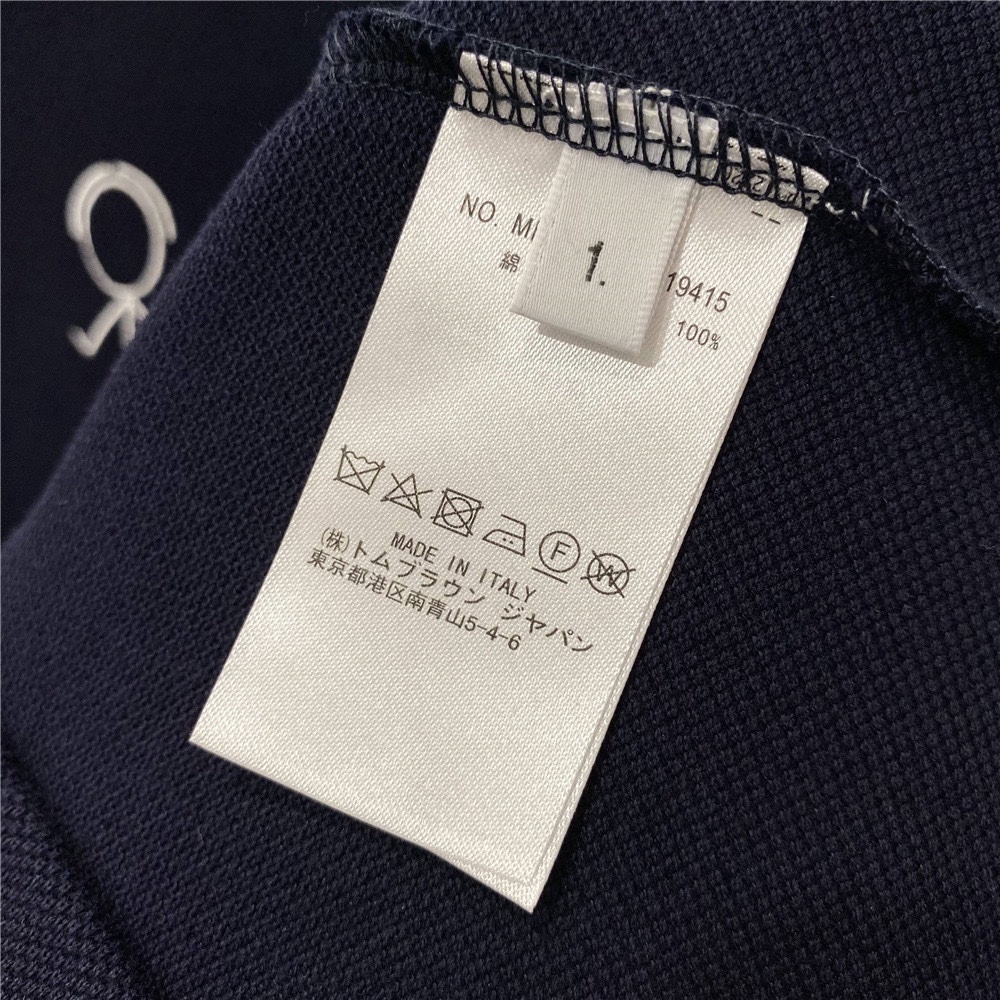 NO.
19415
1.
綿
100%
F
W
MADE IN ITALY
(株)トムブラウン ジャパン
東京都港区南青山5-4-6